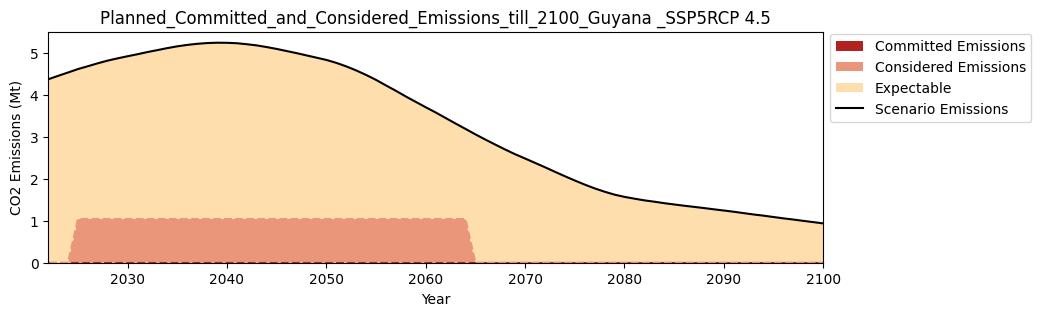 Planned_Committed_and_Considered_Emissions_till_2100_Guyana _SSP5RCP 4.5
Committed Emissions
Considered Emissions
Expectable
Scenario Emissions
CO2 Emissions (Mt)
5
4
3
2
1
0
2030 2040 2050 2060 2070 2080 2090 2100
Year